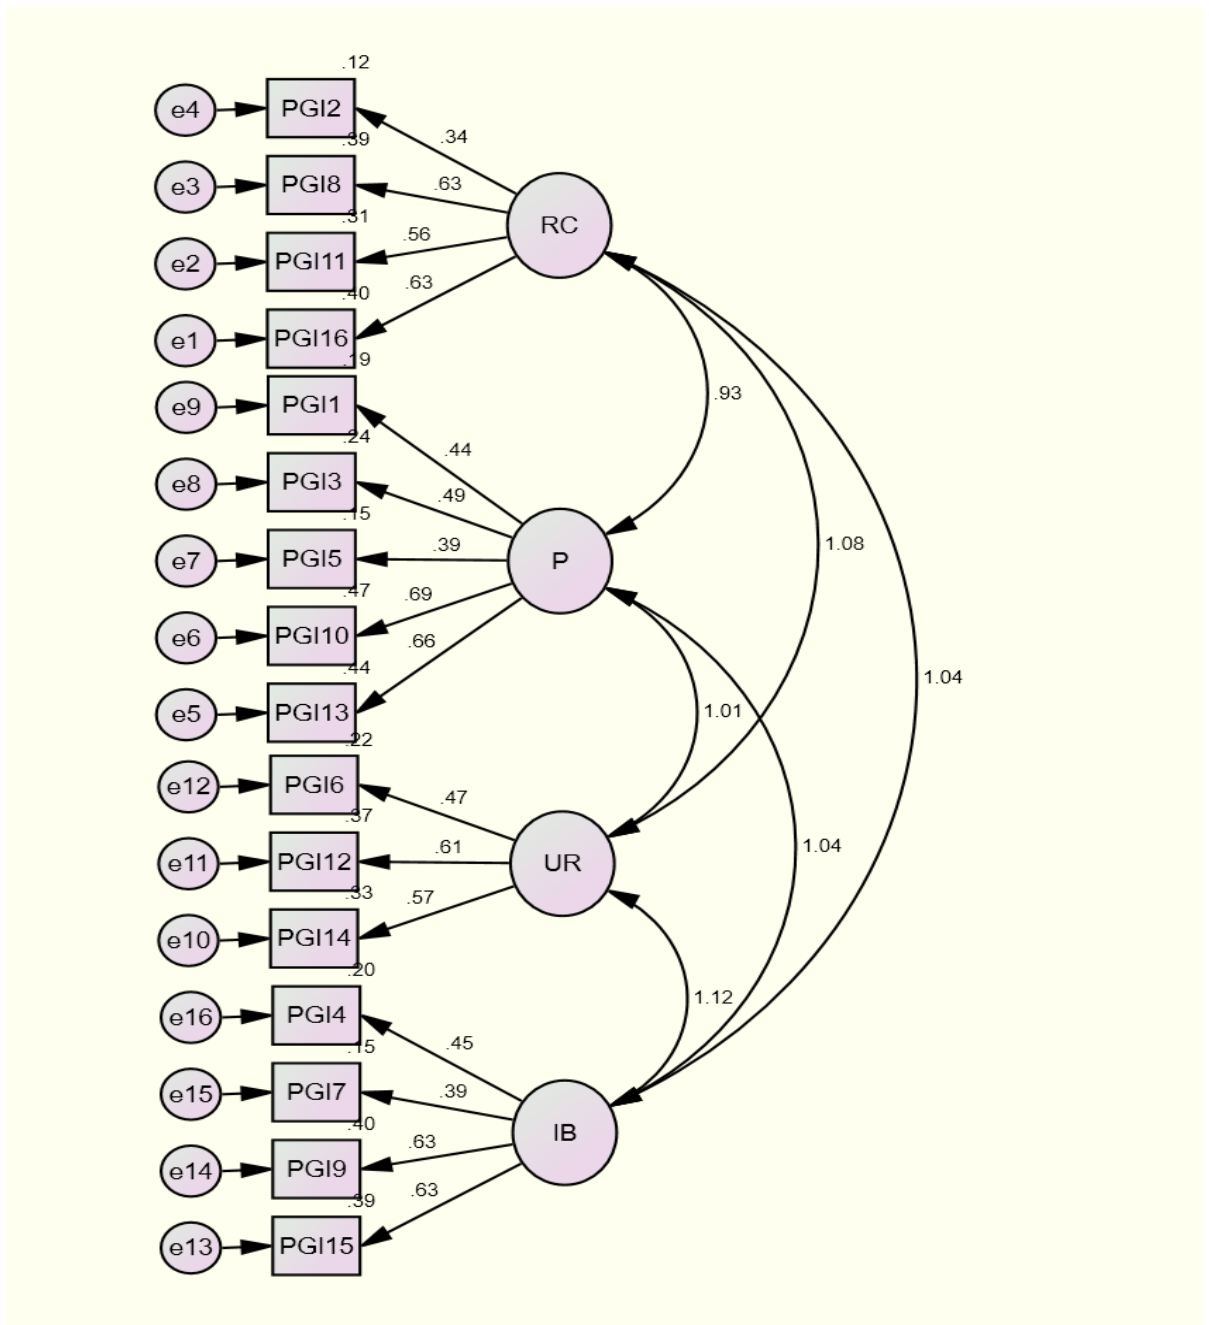 .12
e4 PGI2
.34
.39
e3 PGI8 .63
.31
RC
e2 PGI11 .56
.40
.63
e1 PGI16
.19
.93
e9 PGI1
.24
.44
e8 PGI3 .49
.15
1.08
e7 PGI5 .39 P
.47
.69
e6 PGI10
.66
.44
1.04
e5 PGI13 1.01
.22
e12 PGI6 .47
.37
1.04
e11 PGI12 .61 UR
.33
.57
e10 PGI14
.20
1.12
e16 PGI4
.15
.45
e15 PGI7 .39
.40
IB
e14 PGI9 .63
.39
.63
e13 PGI15